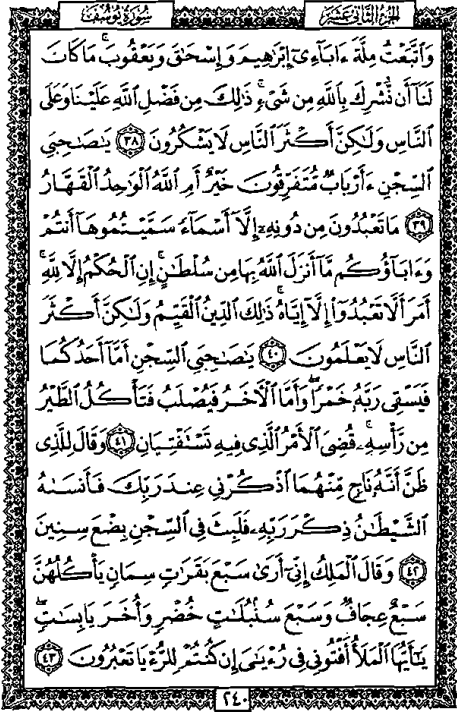 الجزء الثاني عشر
سورة يوسف
وَاتَّبَعْتُ مِلَّةَ ءَابَآءِىٓ إِبْرَٰهِيمَ وَإِسْحَٰقَ وَيَعْقُوبَ ۚ مَا كَانَ
لَنَآ أَن نُّشْرِكَ بِٱللَّهِ مِن شَىْءٍ ۚ ذَٰلِكَ مِن فَضْلِ ٱللَّهِ عَلَيْنَا وَعَلَى
ٱلنَّاسِ وَلَٰكِنَّ أَكْثَرَ ٱلنَّاسِ لَا يَشْكُرُونَ ٣٨ يَٰصَٰحِبَىِ
ٱلسِّجْنِ ءَأَرْبَابٌ مُّتَفَرِّقُونَ خَيْرٌ أَمِ ٱللَّهُ ٱلْوَٰحِدُ ٱلْقَهَّارُ
٣٩ مَا تَعْبُدُونَ مِن دُونِهِۦٓ إِلَّآ أَسْمَآءً سَمَّيْتُمُوهَآ أَنتُمْ
وَءَابَآؤُكُم مَّآ أَنزَلَ ٱللَّهُ بِهَا مِن سُلْطَٰنٍ ۚ إِنِ ٱلْحُكْمُ إِلَّا لِلَّهِ ۚ
أَمَرَ أَلَّا تَعْبُدُوٓا۟ إِلَّآ إِيَّاهُ ۚ ذَٰلِكَ ٱلدِّينُ ٱلْقَيِّمُ وَلَٰكِنَّ أَكْثَرَ
ٱلنَّاسِ لَا يَعْلَمُونَ ٤٠ يَٰصَٰحِبَىِ ٱلسِّجْنِ أَمَّآ أَحَدُكُمَا
فَيَسْقِى رَبَّهُۥ خَمْرًا ۖ وَأَمَّا ٱلْءَاخَرُ فَيُصْلَبُ فَتَأْكُلُ ٱلطَّيْرُ
مِن رَّأْسِهِۦ ۚ قُضِىَ ٱلْأَمْرُ ٱلَّذِى فِيهِ تَسْتَفْتِيَانِ ٤١ وَقَالَ لِلَّذِى
ظَنَّ أَنَّهُۥ نَاجٍ مِّنْهُمَا ٱذْكُرْنِى عِندَ رَبِّكَ فَأَنسَىٰهُ
ٱلشَّيْطَٰنُ ذِكْرَ رَبِّهِۦ فَلَبِثَ فِى ٱلسِّجْنِ بِضْعَ سِنِينَ
٤٢ وَقَالَ ٱلْمَلِكُ إِنِّىٓ أَرَىٰ سَبْعَ بَقَرَٰتٍ سِمَانٍ يَأْكُلُهُنَّ
سَبْعٌ عِجَافٌ وَسَبْعَ سُنۢبُلَٰتٍ خُضْرٍ وَأُخَرَ يَابِسَٰتٍ ۖ
يَٰٓأَيُّهَا ٱلْمَلَأُ أَفْتُونِى فِى رُءْيَٰىَ إِن كُنتُمْ لِلرُّءْيَا تَعْبُرُونَ ٤٣
٢٤٠